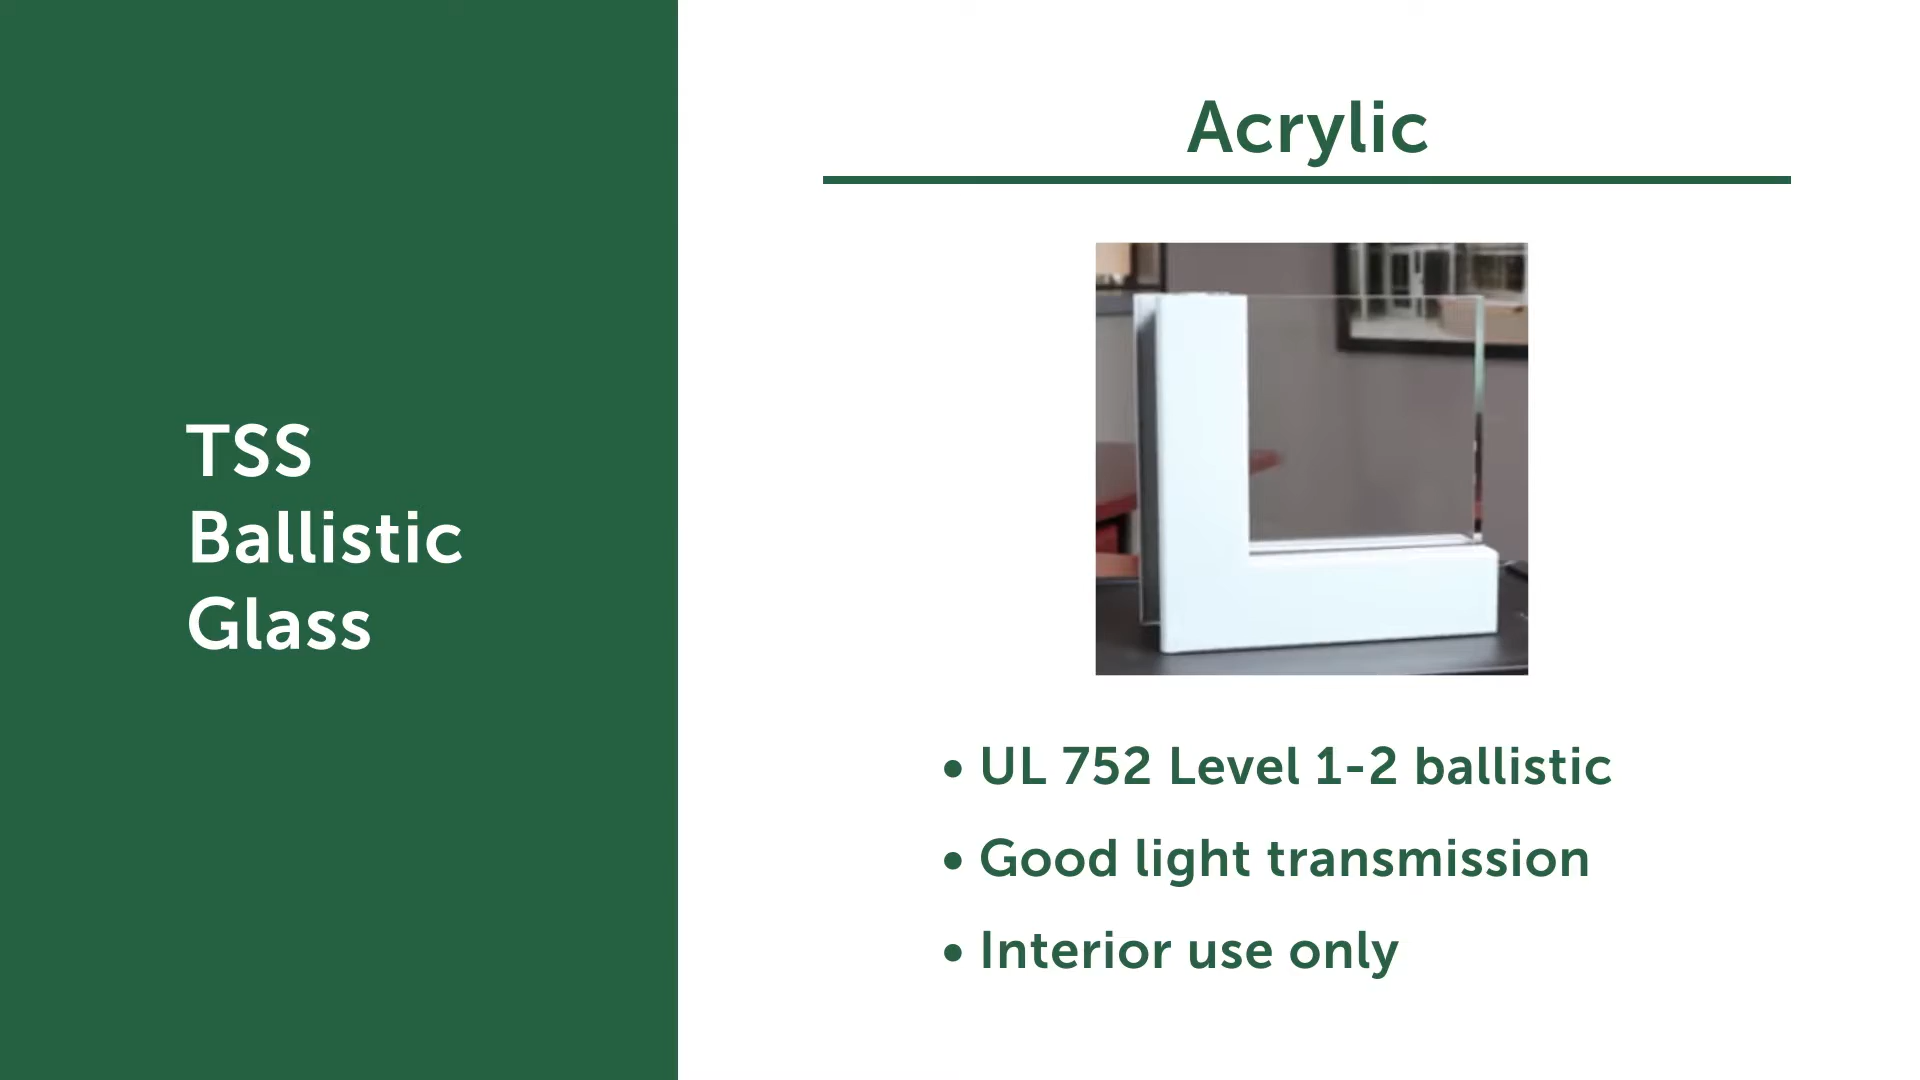 TSS
Ballistic
Glass
Acrylic
• UL 752 Level 1-2 ballistic
• Good light transmission
• Interior use only